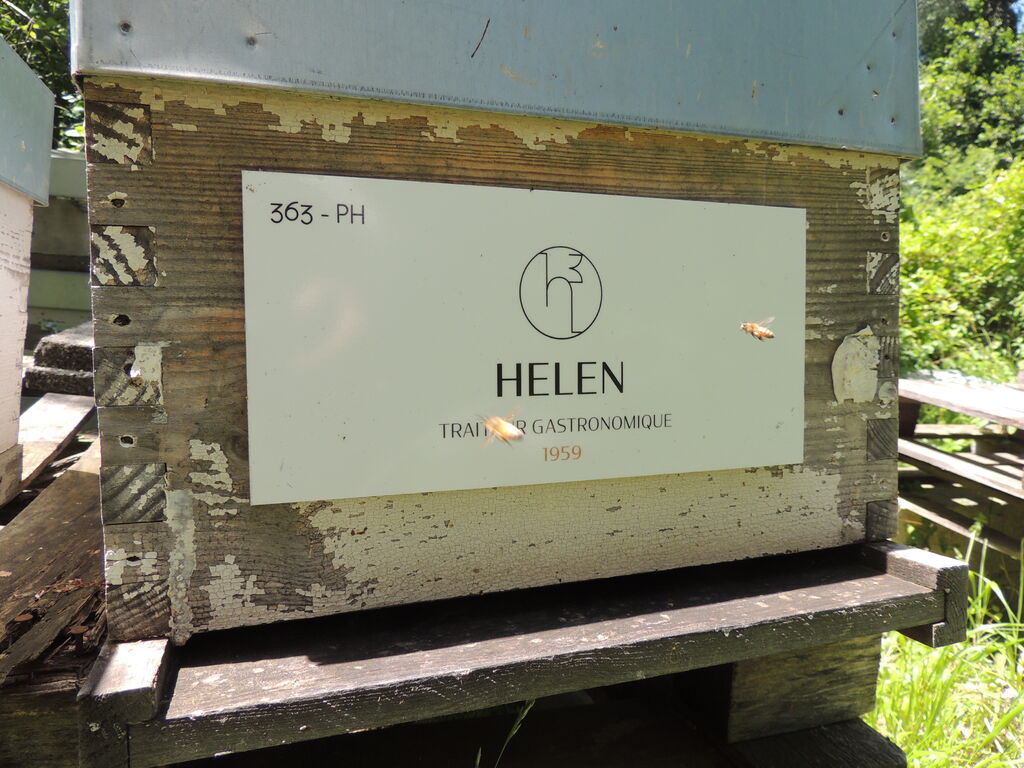 363 - PH
HELEN
GASTRONOMIQUE
1959